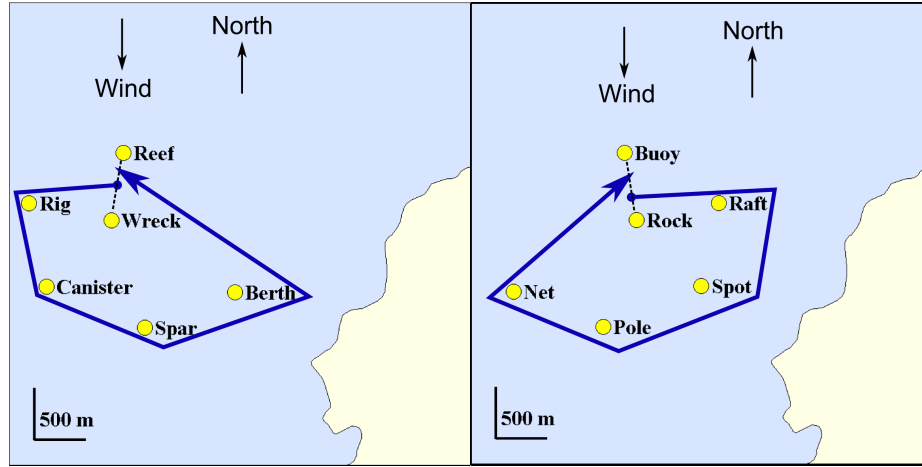 North
Wind
Reef
Rig
Wreck
Canister
Berth
Spar
500 m
North
Wind
Buoy
Raft
Rock
Spot
Net
Pole
500 m